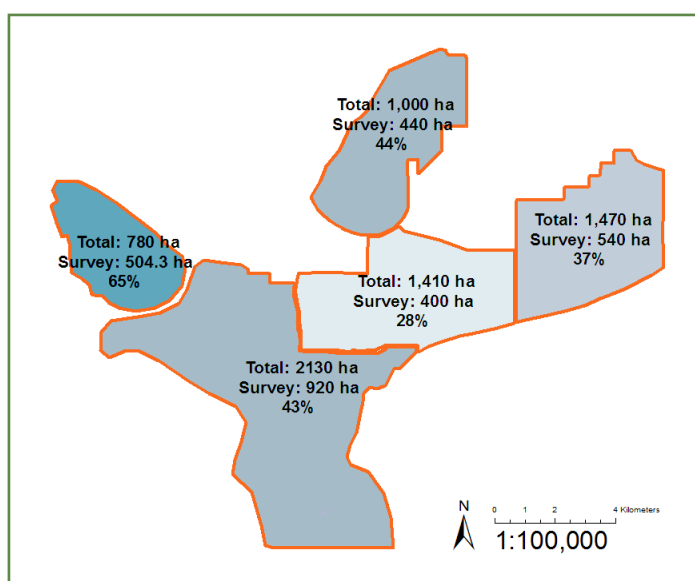 Total: 1,000 ha
Survey: 440 ha
44%
Total: 1,470 ha
Survey: 540 ha
37%
Total: 780 ha
Survey: 504.3 ha
65%
Total: 1,410 ha
Survey: 400 ha
28%
Total: 2130 ha
Survey: 920 ha
43%
N
0 1 2 4 Kilometers
1:100,000